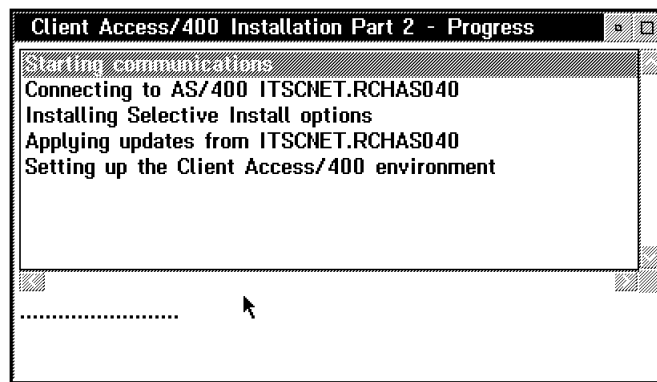 Client Access/400 Installation Part 2 - Progress
Starting communications
Connecting to AS/400 ITSCNET.RCHAS040
Installing Selective Install options
Applying updates from ITSCNET.RCHAS040
Setting up the Client Access/400 environment
.........................